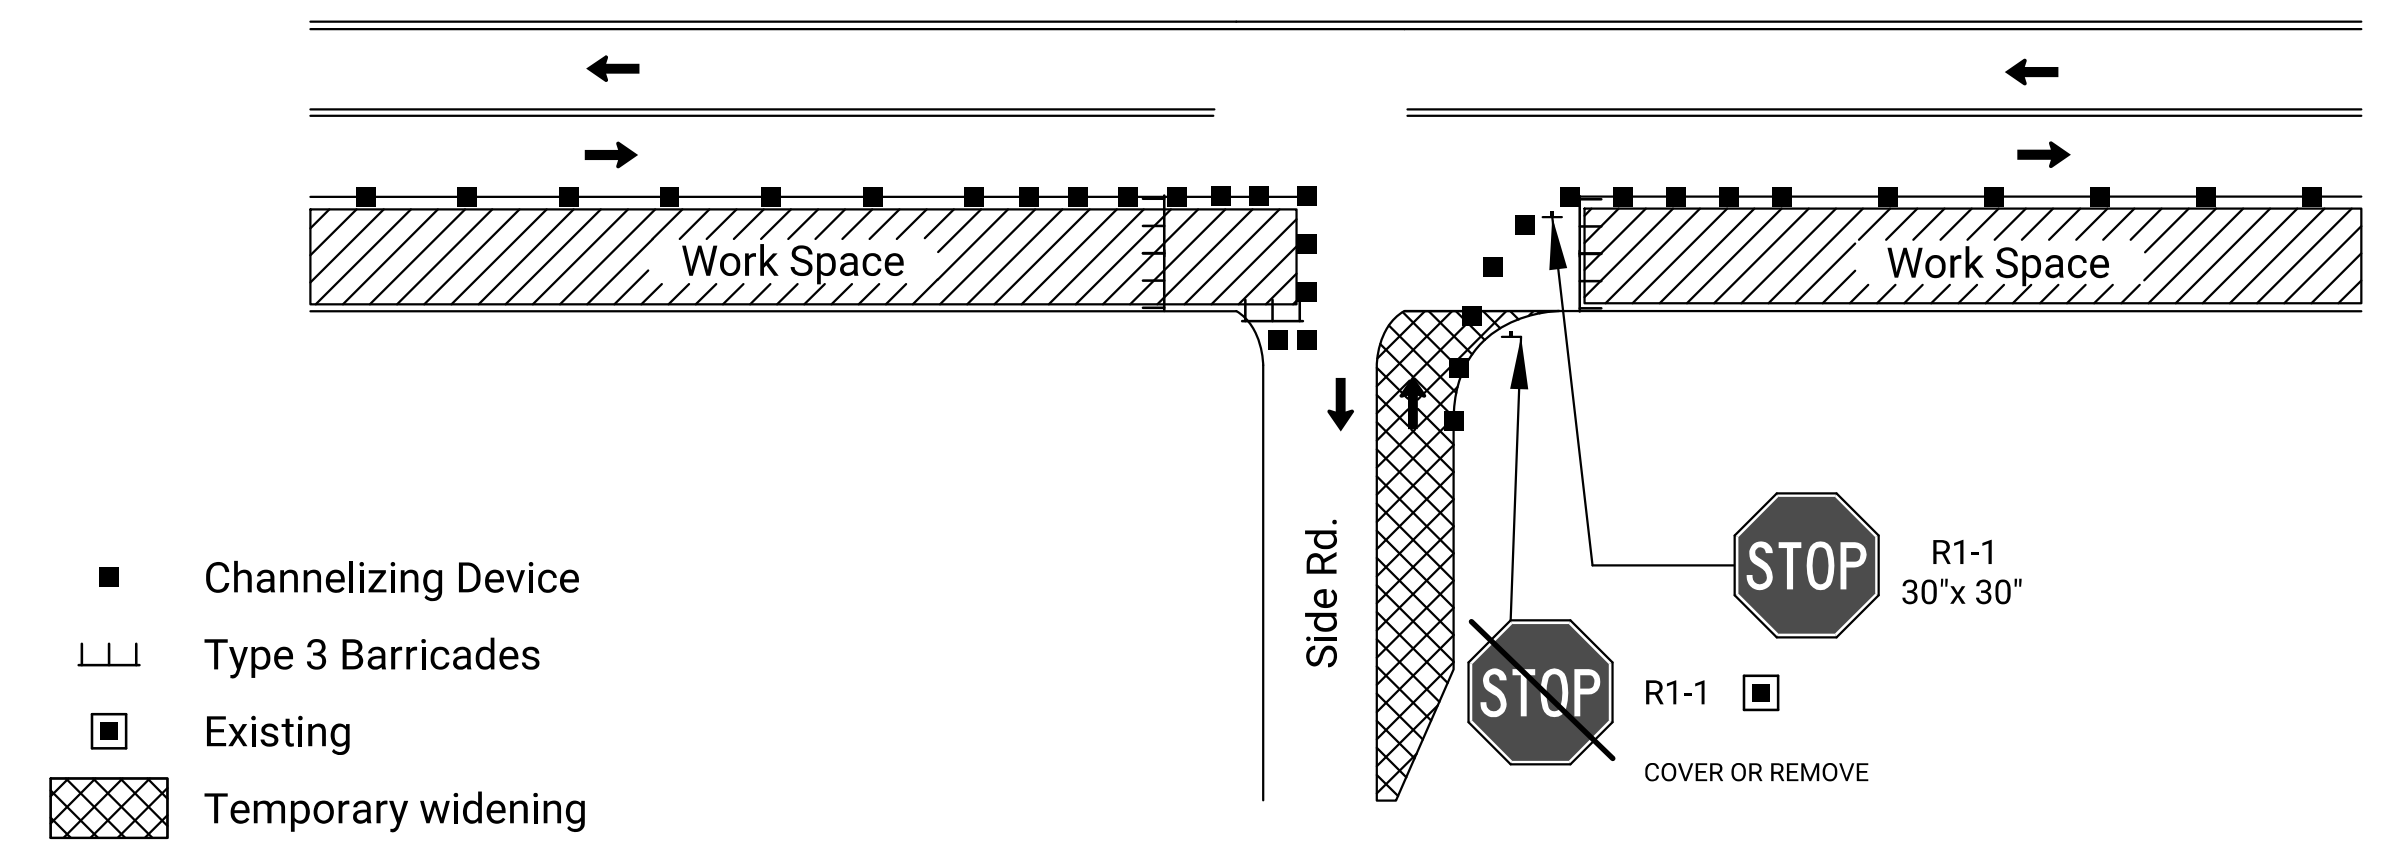 Work Space
Work Space
Side Rd.
STOP
R1-1
30"x 30"
STOP
R1-1
COVER OR REMOVE
Channelizing Device
Type 3 Barricades
Existing
Temporary widening